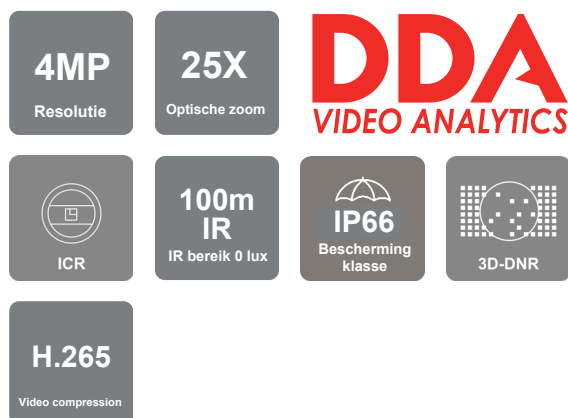 4MP
Resolutie
25X
Optische zoom
DDA
VIDEO ANALYTICS
ICR
100m
IR
IR bereik 0 lux
IP66
Bescherming
klasse
3D-DNR
H.265
Video compression